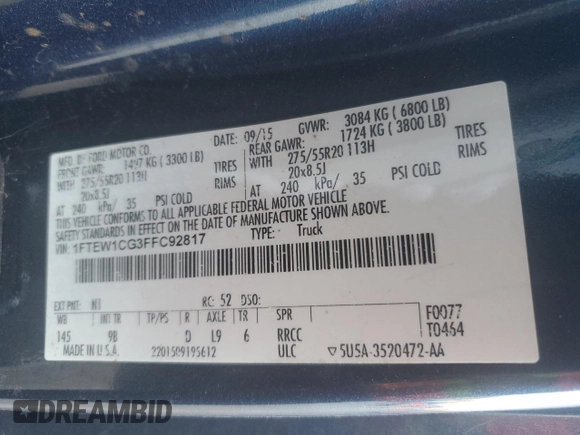 MFD. BY FORD MOTOR CO.
DATE: 09/15
GVWR: 3084 KG ( 6800 LB)
FRONT GAWR: 1497 KG ( 3300 LB)
REAR GAWR: 1724 KG ( 3800 LB)
WITH 275/55R20 113H TIRES
WITH 275/55R20 113H TIRES
20x8.5J RIMS
20x8.5J RIMS
AT 240 kPa/ 35 PSI COLD
AT 240 kPa/ 35 PSI COLD
THIS VEHICLE CONFORMS TO ALL APPLICABLE FEDERAL MOTOR VEHICLE
SAFETY STANDARDS IN EFFECT ON THE DATE OF MANUFACTURE SHOWN ABOVE.
VIN: 1FTEW1CG3FFC92817
TYPE: Truck
EXT PNT: N1
RC: 52 DSO:
F0077
T0464
WB INT TR TP/PS R AXLE TR SPR
145 9B D L9 6 RRCC
MADE IN U.S.A. 2201509195612 ULC ▽5U5A-3520472-AA
DREAMBID